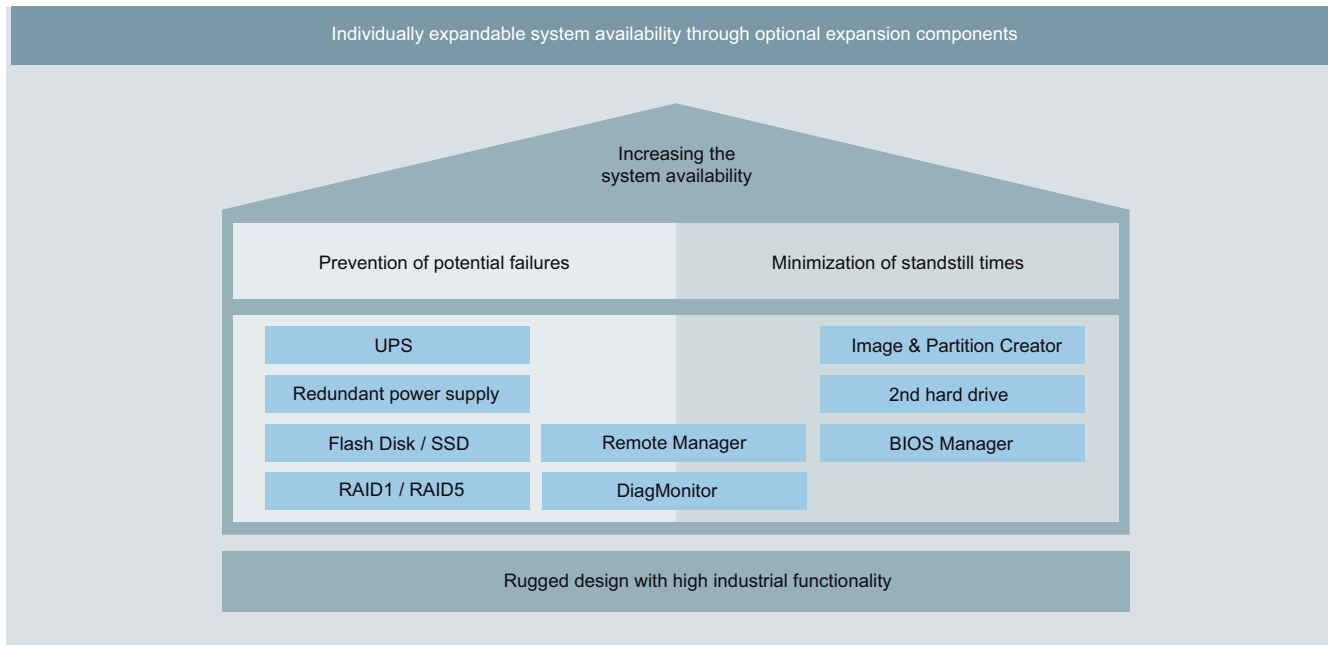 Individually expandable system availability through optional expansion components
Increasing the
system availability
Prevention of potential failures
Minimization of standstill times
UPS
Image & Partition Creator
Redundant power supply
2nd hard drive
Flash Disk / SSD
Remote Manager
BIOS Manager
RAID1 / RAID5
DiagMonitor
Rugged design with high industrial functionality